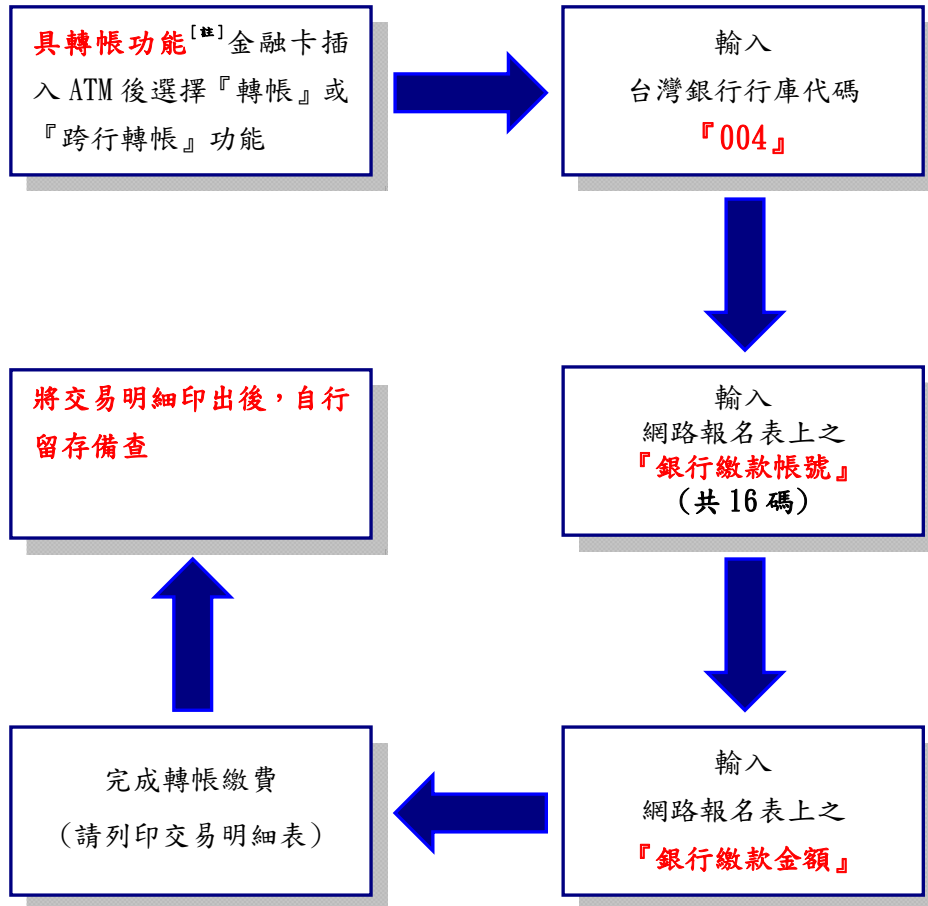 具轉帳功能[註]金融卡插
入 ATM 後選擇『轉帳』或
『跨行轉帳』功能
輸入
台灣銀行行庫代碼
『004』
輸入
網路報名表上之
『銀行繳款帳號』
(共 16 碼)
輸入
網路報名表上之
『銀行繳款金額』
完成轉帳繳費
(請列印交易明細表)
將交易明細印出後，自行
留存備查